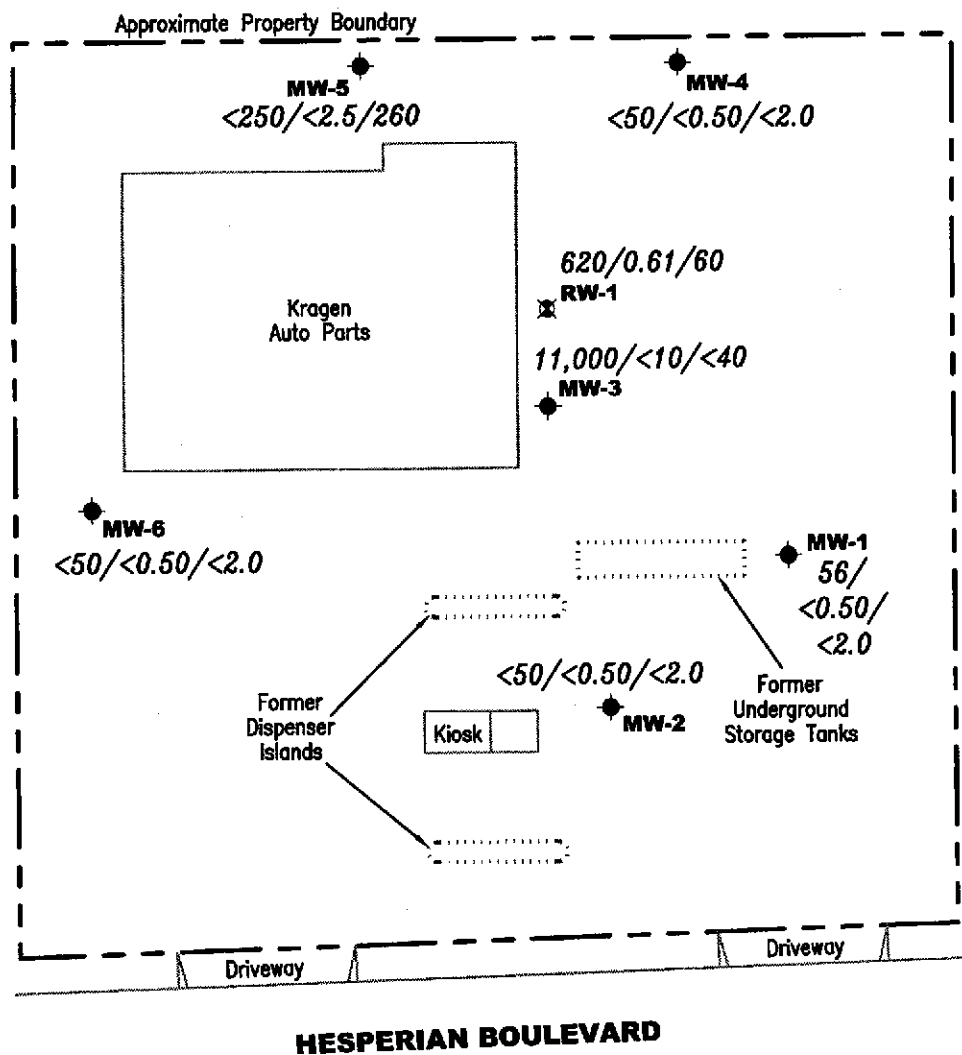 Approximate Property Boundary
MW-5
<250/<2.5/260
MW-4
<50/<0.50/<2.0
620/0.61/60
RW-1
Kragen
Auto Parts
11,000/<10/<40
MW-3
MW-6
<50/<0.50/<2.0
MW-1
56/
<0.50/
<2.0
<50/<0.50/<2.0
MW-2
Former
Underground
Storage Tanks
Former
Dispenser
Islands
Kiosk
Driveway
Driveway
HESPERIAN BOULEVARD